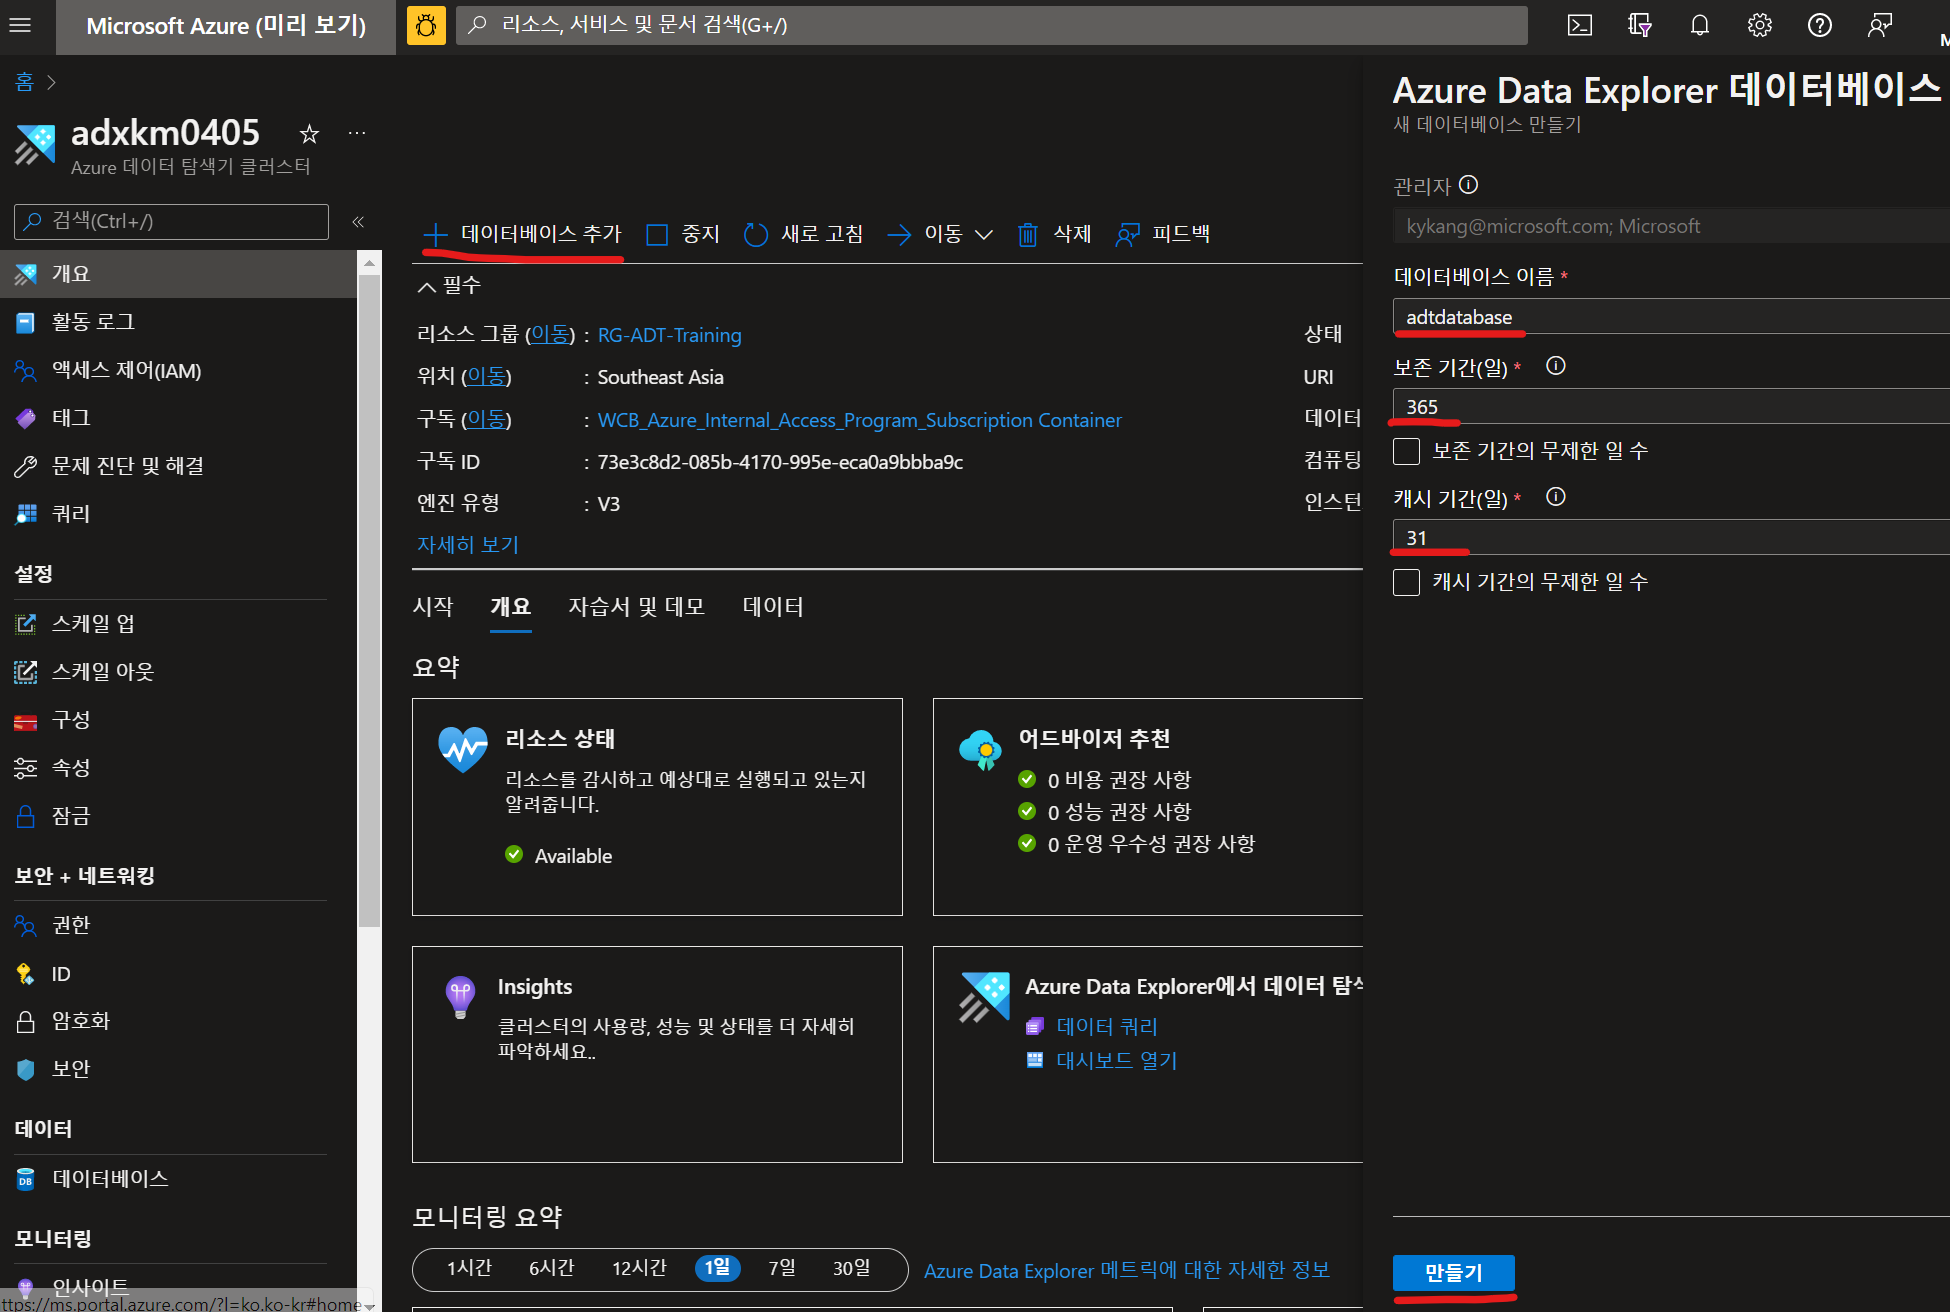 Microsoft Azure (미리 보기)
리소스, 서비스 및 문서 검색(G+/)
홈
adxkm0405
Azure 데이터 탐색기 클러스터
검색(Ctrl+/)
개요
활동 로그
액세스 제어(IAM)
태그
문제 진단 및 해결
쿼리
설정
스케일 업
스케일 아웃
구성
속성
잠금
보안 + 네트워킹
권한
ID
암호화
보안
데이터
데이터베이스
모니터링
인사이트
ttps://ms.portal.azure.com/?l=ko.ko-kr#home
데이터베이스 추가
중지
새로 고침
이동
삭제
피드백
필수
리소스 그룹 (이동) : RG-ADT-Training
위치 (이동) : Southeast Asia
구독 (이동) : WCB_Azure_Internal_Access_Program_Subscription Container
구독 ID : 73e3c8d2-085b-4170-995e-eca0a9bbba9c
엔진 유형 : V3
상태
URI
데이터
컴퓨팅
인스턴
자세히 보기
시작 개요 자습서 및 데모 데이터
요약
리소스 상태
리소스를 감시하고 예상대로 실행되고 있는지
알려줍니다.
Available
어드바이저 추천
0 비용 권장 사항
0 성능 권장 사항
0 운영 우수성 권장 사항
Insights
클러스터의 사용량, 성능 및 상태를 더 자세히
파악하세요..
Azure Data Explorer에서 데이터
데이터 쿼리
대시보드 열기
모니터링 요약
1시간 6시간 12시간 1일 7일 30일
Azure Data Explorer 메트릭에 대한 자세한 정보
Azure Data Explorer 데이터베이스
새 데이터베이스 만들기
관리자
kykang@microsoft.com; Microsoft
데이터베이스 이름 *
adtdatabase
보존 기간(일) *
365
보존 기간의 무제한 일 수
캐시 기간(일) *
31
캐시 기간의 무제한 일 수
만들기